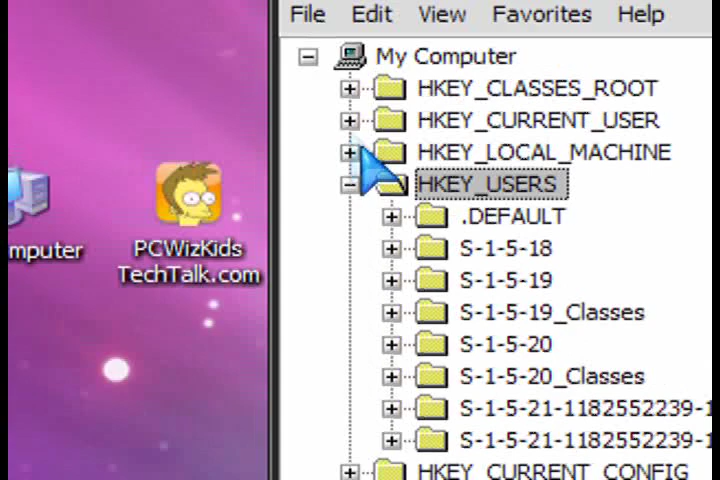 File Edit View Favorites Help
My Computer
HKEY_CLASSES_ROOT
HKEY_CURRENT_USER
HKEY_LOCAL_MACHINE
HKEY_USERS
.DEFAULT
S-1-5-18
S-1-5-19
S-1-5-19_Classes
S-1-5-20
S-1-5-20_Classes
S-1-5-21-1182552239-1
S-1-5-21-1182552239-1
HKEY_CURRENT_CONFIG
mputer
PCWizKids
TechTalk.com